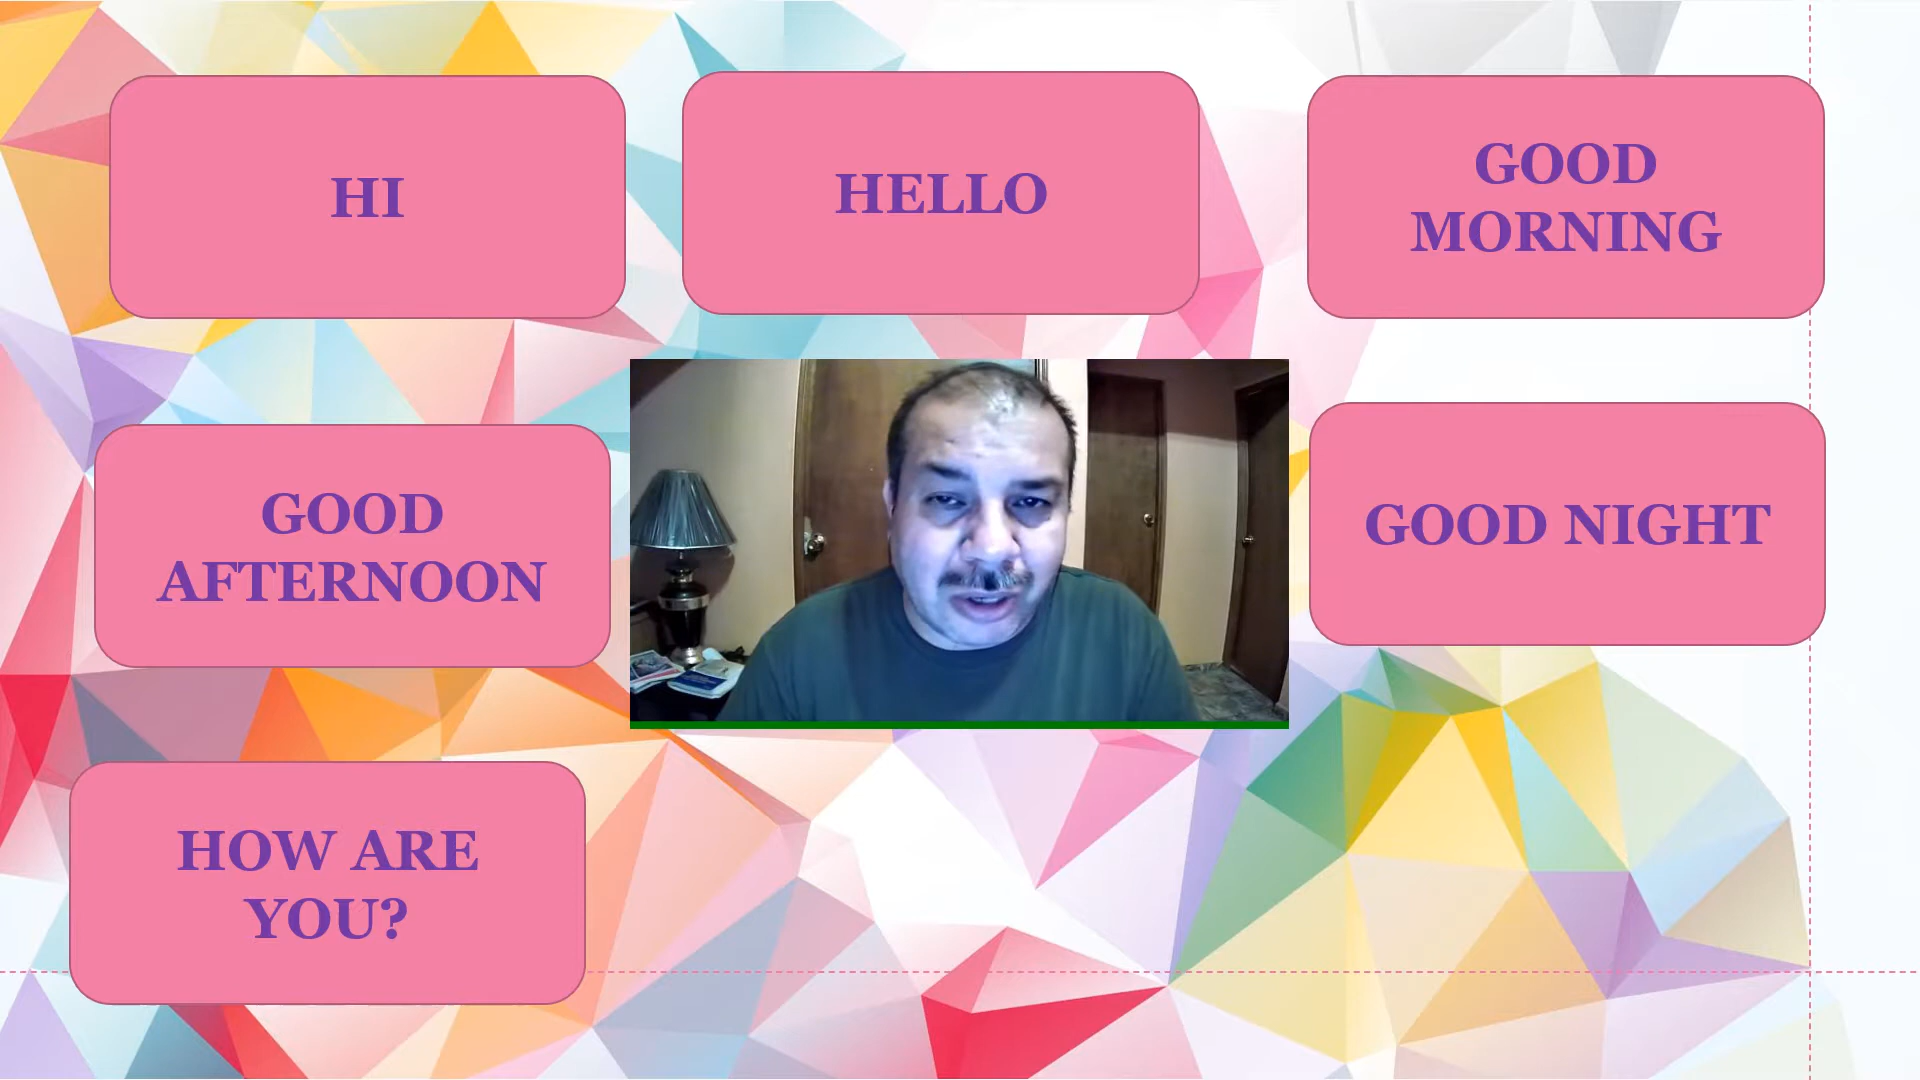 HI
HELLO
GOOD
MORNING
GOOD
AFTERNOON
GOOD NIGHT
HOW ARE
YOU?